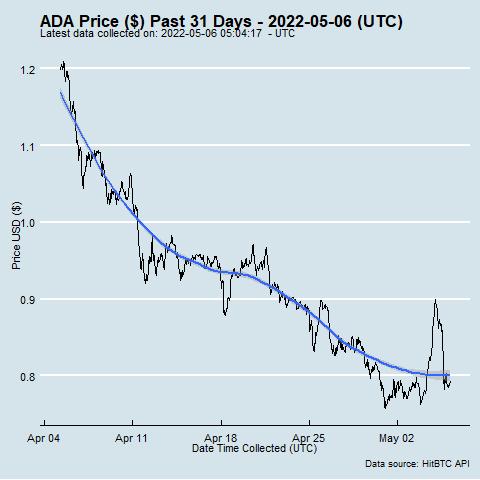 ADA Price ($) Past 31 Days - 2022-05-06 (UTC)
Latest data collected on: 2022-05-06 05:04:17 - UTC
1.2
1.1
1.0
0.9
0.8
Price USD ($)
Apr 04 Apr 11 Apr 18 Apr 25 May 02
Date Time Collected (UTC)
Data source: HitBTC API